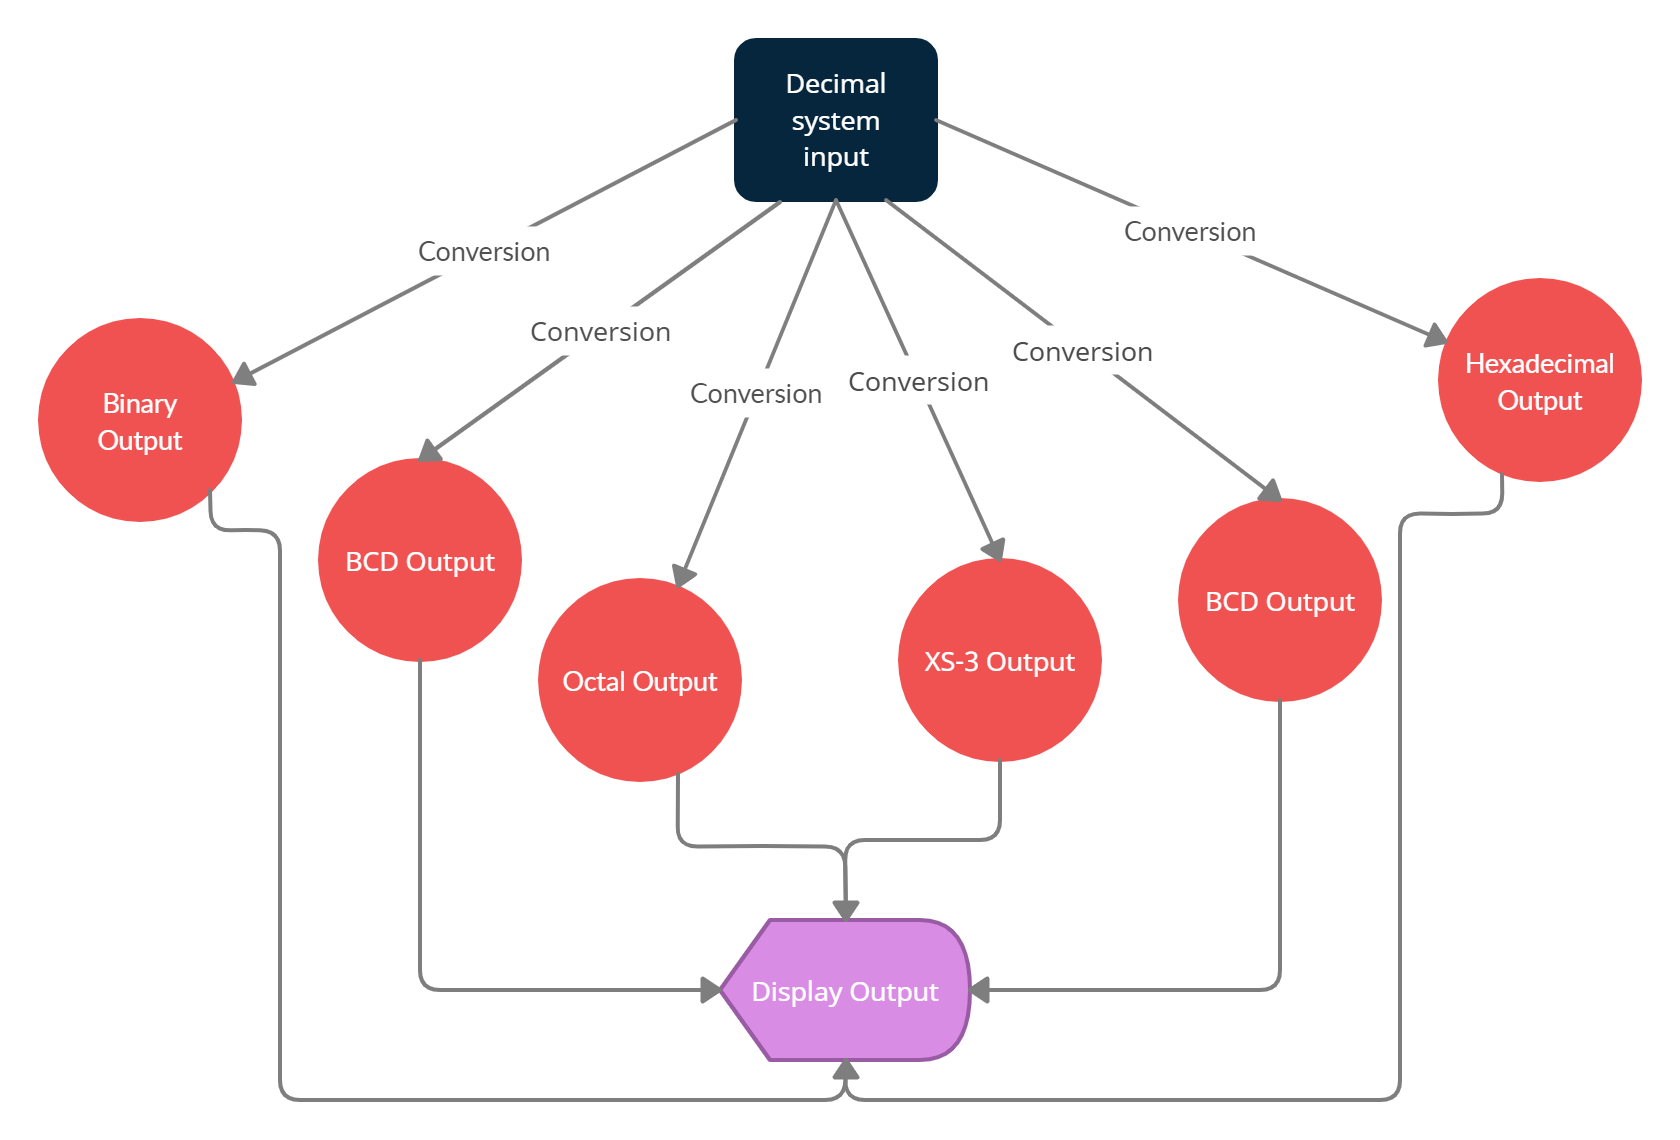 Decimal
system
input
Conversion
Conversion
Conversion
Conversion
Conversion
Conversion
Binary
Output
BCD Output
Octal Output
XS-3 Output
BCD Output
Hexadecimal
Output
Display Output